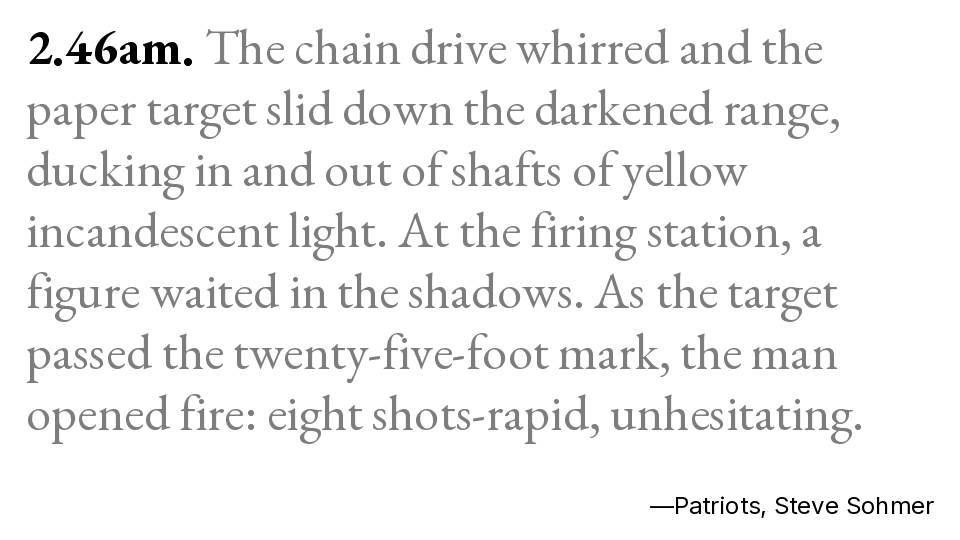 2.46am. The chain drive whirred and the
paper target slid down the darkened range,
ducking in and out of shafts of yellow
incandescent light. At the firing station, a
figure waited in the shadows. As the target
passed the twenty-five-foot mark, the man
opened fire: eight shots-rapid, unhesitating.
—Patriots, Steve Sohmer